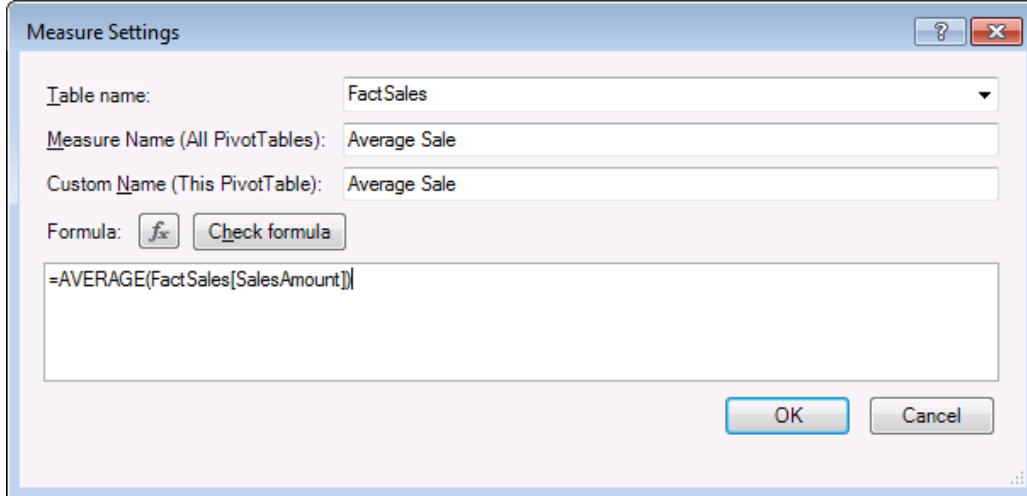 Measure Settings
?
Table name: FactSales
Measure Name (All PivotTables): Average Sale
Custom Name (This PivotTable): Average Sale
Formula: fx Check formula
=AVERAGE(FactSales[SalesAmount])
OK Cancel